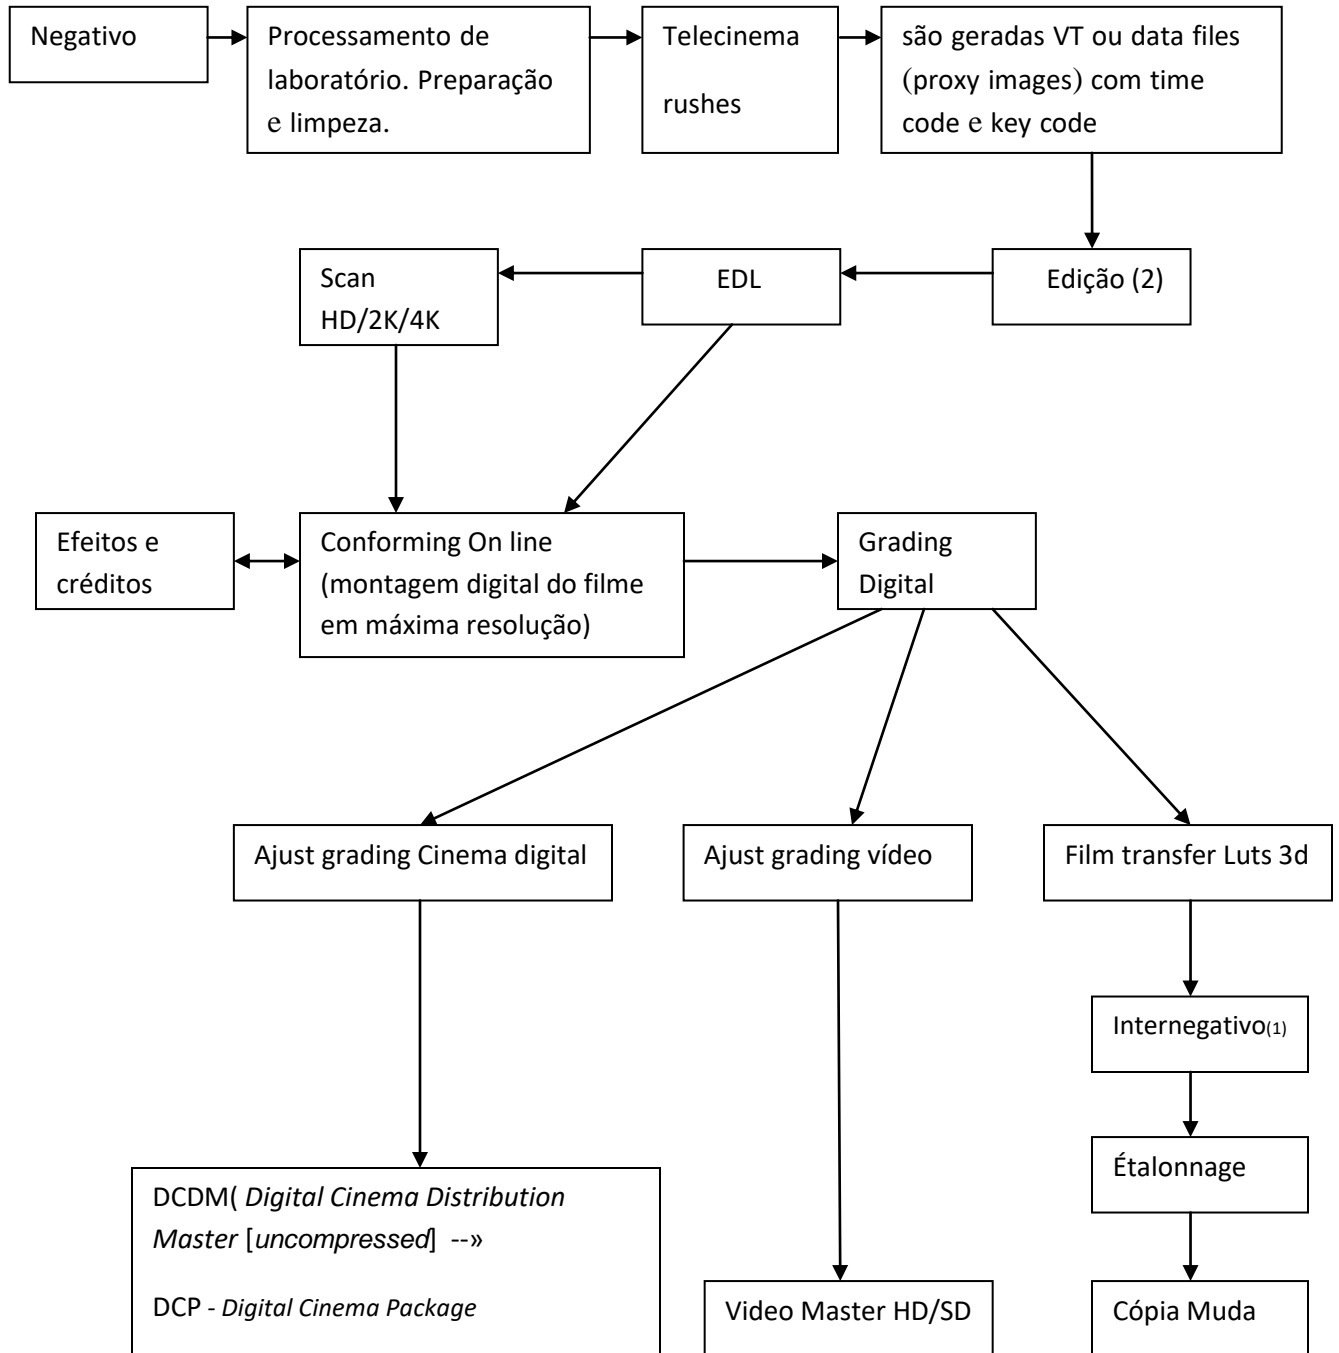 Negativo
Processamento de
laboratório. Preparação
e limpeza.
Telecinema
rushes
são geradas VT ou data files
(proxy images) com time
code e key code
Scan
HD/2K/4K
EDL
Edição (2)
Efeitos e
créditos
Conforming On line
(montagem digital do filme
em máxima resolução)
Grading
Digital
Ajust grading Cinema digital
Ajust grading vídeo
Film transfer Luts 3d
Internegativo(1)
Étalonnage
DCDM( Digital Cinema Distribution
Master [uncompressed] --»
DCP - Digital Cinema Package
Video Master HD/SD
Cópia Muda